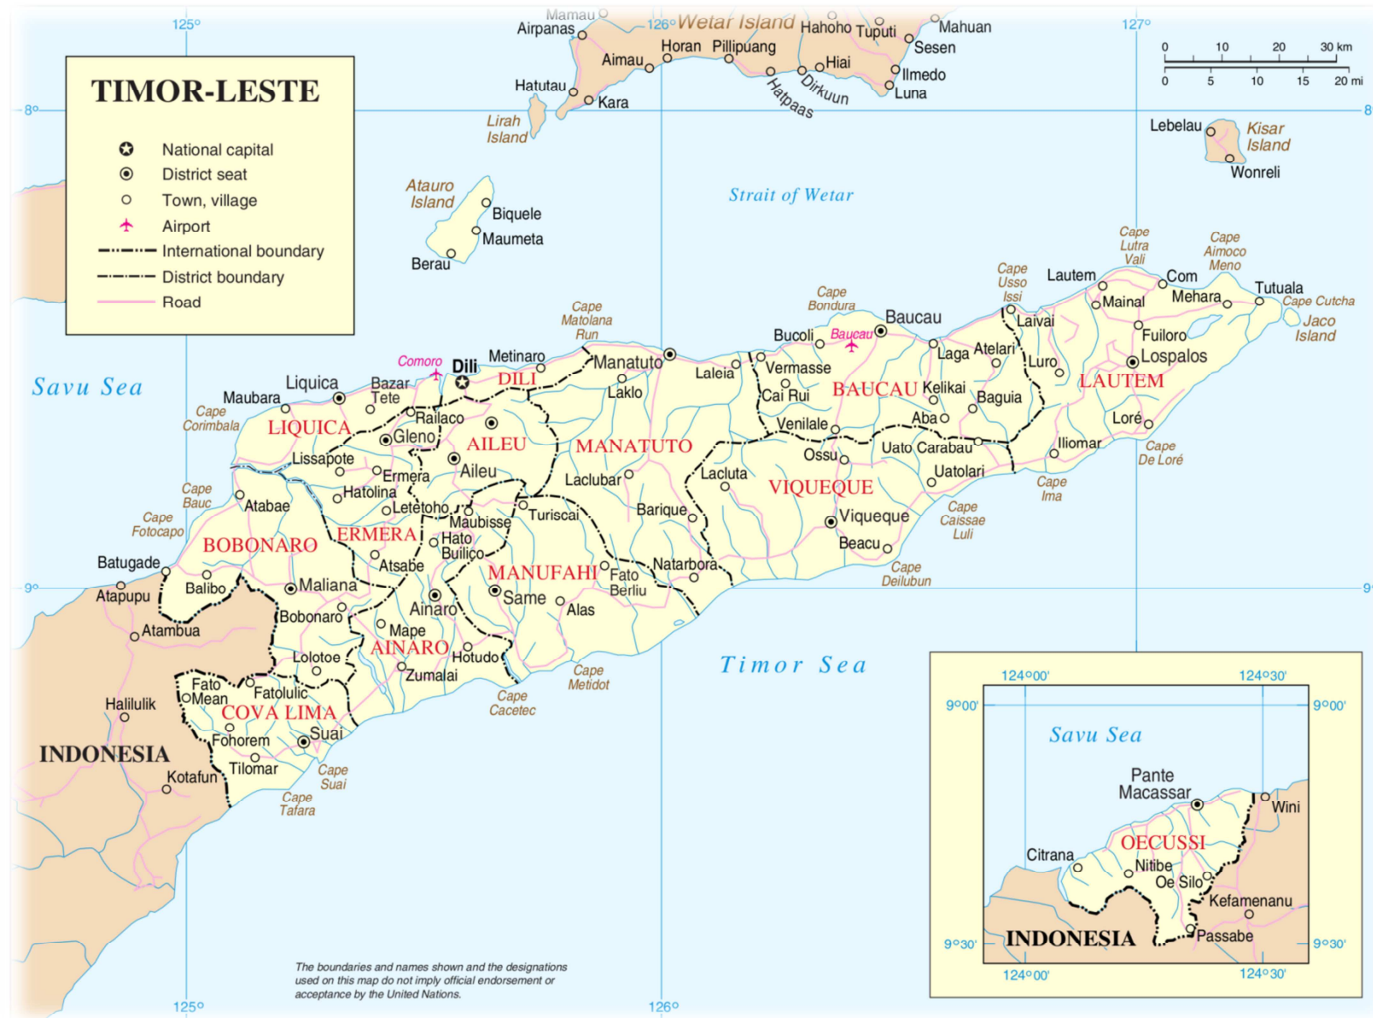 125°
126°
127°
Mamau
Airpanas
Wetar Island
Hahoho
Tuputi
Mahuan
Sesen
Horan
Pillipuang
Aimau
Hiai
Ilmedo
Luna
Hatpaas
Dirkuun
Hatutau
Kara
Lirah
Island
0 10 20 30 km
0 5 10 15 20 mi
TIMOR-LESTE
National capital
District seat
Town, village
Airport
International boundary
District boundary
Road
8°
8°
Lebelau
Kisar
Island
Wonreli
Atauro
Island
Biquele
Maumeta
Berau
Strait of Wetar
Cape
Lutra
Vali
Cape
Aimoco
Meno
Cape
Usso
Issi
Lautem
Com
Mainal
Mehara
Tutuala
Cape Cutcha
Jaco
Island
Laivai
Fuiloro
Luro
Lospalos
LAUTEM
Loré
Cape
De Loré
Iliomar
Cape
Ima
Cape
Bondura
Bucoli
Baucau
Baucau
Laga
Atelari
Vermasse
Cai Rui
BAUCAU
Kelikai
Baguia
Aba
Venilale
Cape
Matolana
Run
Metinaro
Manatuto
Laleia
Laklo
Comoro
Dili
DILI
Savu Sea
Liquica
Bazar
Tete
Maubara
Cape
Corimbala
LIQUICA
Railaco
Gleno
AILEU
MANATUTO
Lissapote
Ermera
Aileu
Hatolina
Letetoho
Laclubar
Lacluta
Ossu
Uato Carabau
Uatolari
VIQUEQUE
Viqueque
Beacu
Cape
Caissae
Luli
Cape
Deilubun
Cape
Bauc
Atabae
Cape
Fotocapo
BOBONARO
ERMERA
Maubisse
Turiscai
Barique
Hato
Builico
Atsabe
MANUFAHI
Fato
Berliu
Natarbora
Batugade
Balibo
Maliana
Atapupu
Atambua
Bobonaro
Ainaro
Same
Alas
9°
9°
Mape
AINARO
Lolotoe
Hotudo
Zumalai
Cape
Metidot
Cape
Cacetec
Timor Sea
Fato
Mean
Fatolulic
COVA LIMA
Halilulik
Fohorem
Suai
Tilomar
INDONESIA
Kotafun
Cape
Suai
Cape
Tafara
124°00'
124°30'
9°00'
9°00'
Savu Sea
Pante
Macassar
Wini
OECUSSI
Citrana
Nitibe
Oe Silo
Kefamenanu
Passabe
INDONESIA
9°30'
9°30'
124°00'
124°30'
The boundaries and names shown and the designations
used on this map do not imply official endorsement or
acceptance by the United Nations.
125°
126°